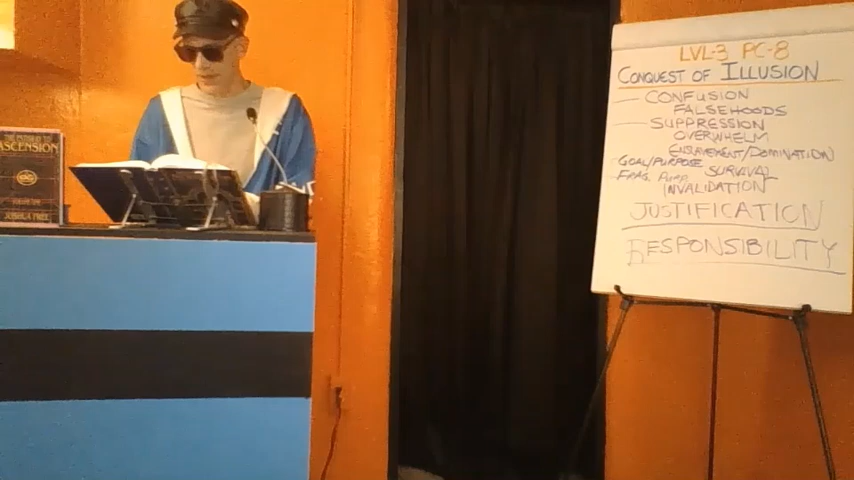 ASCENSION
LVL-3 PC-8
CONQUEST OF ILLUSION
CONFUSION
FALSEHOODS
SUPPRESSION
OVERWHELM
ENSLAVEMENT/DOMINATION
GOAL/PURPOSE SURVIVAL
FRAG. PURP.
INVALIDATION
JUSTIFICATION
RESPONSIBILITY